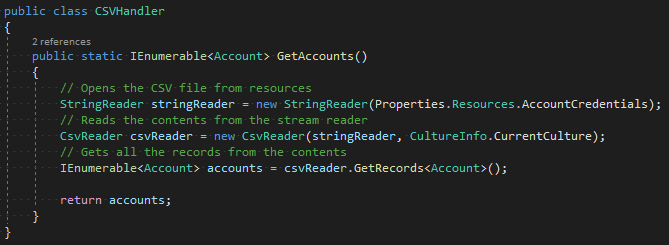 public class CSVHandler
{
2 references
public static IEnumerable<Account> GetAccounts()
{
// Opens the CSV file from resources
StringReader stringReader = new StringReader(Properties.Resources.AccountCredentials);
// Reads the contents from the stream reader
CsvReader csvReader = new CsvReader(stringReader, CultureInfo.CurrentCulture);
// Gets all the records from the contents
IEnumerable<Account> accounts = csvReader.GetRecords<Account>();
return accounts;
}
}